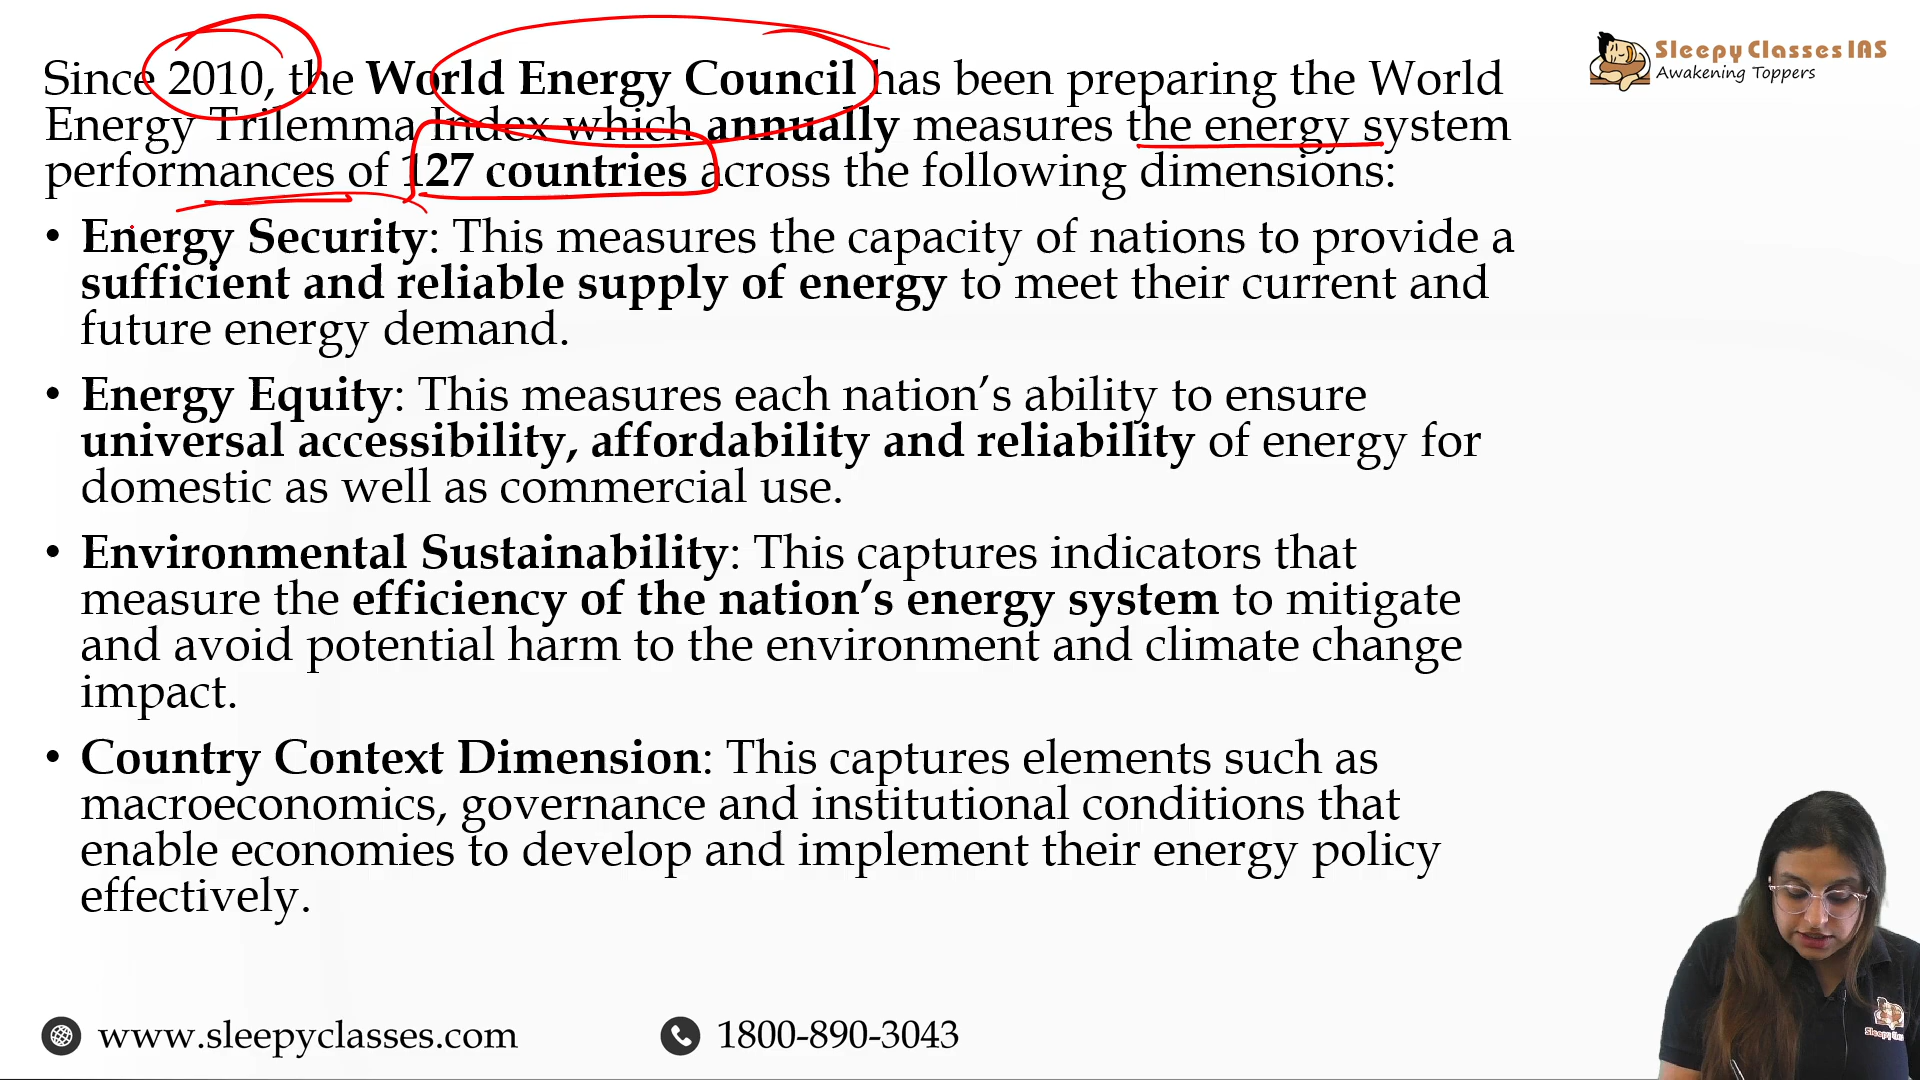 Since 2010, the World Energy Council has been preparing the World
Energy Trilemma Index which annually measures the energy system
performances of 127 countries across the following dimensions:
• Energy Security: This measures the capacity of nations to provide a
sufficient and reliable supply of energy to meet their current and
future energy demand.
• Energy Equity: This measures each nation’s ability to ensure
universal accessibility, affordability and reliability of energy for
domestic as well as commercial use.
• Environmental Sustainability: This captures indicators that
measure the efficiency of the nation’s energy system to mitigate
and avoid potential harm to the environment and climate change
impact.
• Country Context Dimension: This captures elements such as
macroeconomics, governance and institutional conditions that
enable economies to develop and implement their energy policy
effectively.
Sleepy Classes IAS
Awakening Toppers
www.sleepyclasses.com
1800-890-3043